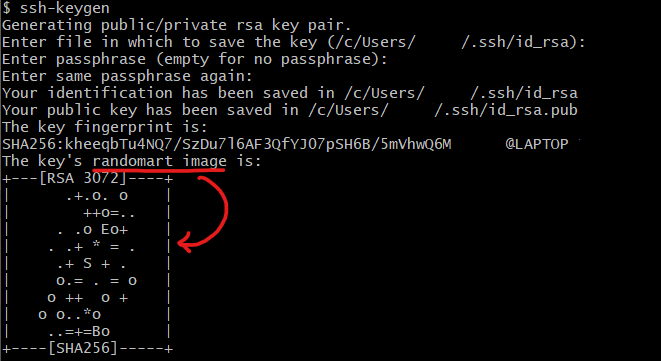 $ ssh-keygen
Generating public/private rsa key pair.
Enter file in which to save the key (/c/Users/      /.ssh/id_rsa):
Enter passphrase (empty for no passphrase):
Enter same passphrase again:
Your identification has been saved in /c/Users/      /.ssh/id_rsa
Your public key has been saved in /c/Users/      /.ssh/id_rsa.pub
The key fingerprint is:
SHA256:kheeqbTu4NQ7/SzDu7l6AF3QfYJO7pSH6B/5mVhwQ6M       @LAPTOP
The key's randomart image is:
+---[RSA 3072]----+
|      .+.o. o    |
|        ++o=..   |
|     . .o Eo+    |
|    . .+ * = .   |
|     .+ S + .    |
|     o.= . = o   |
|    o ++  o +    |
|   o o..*o       |
|    ..=+=Bo      |
+----[SHA256]-----+